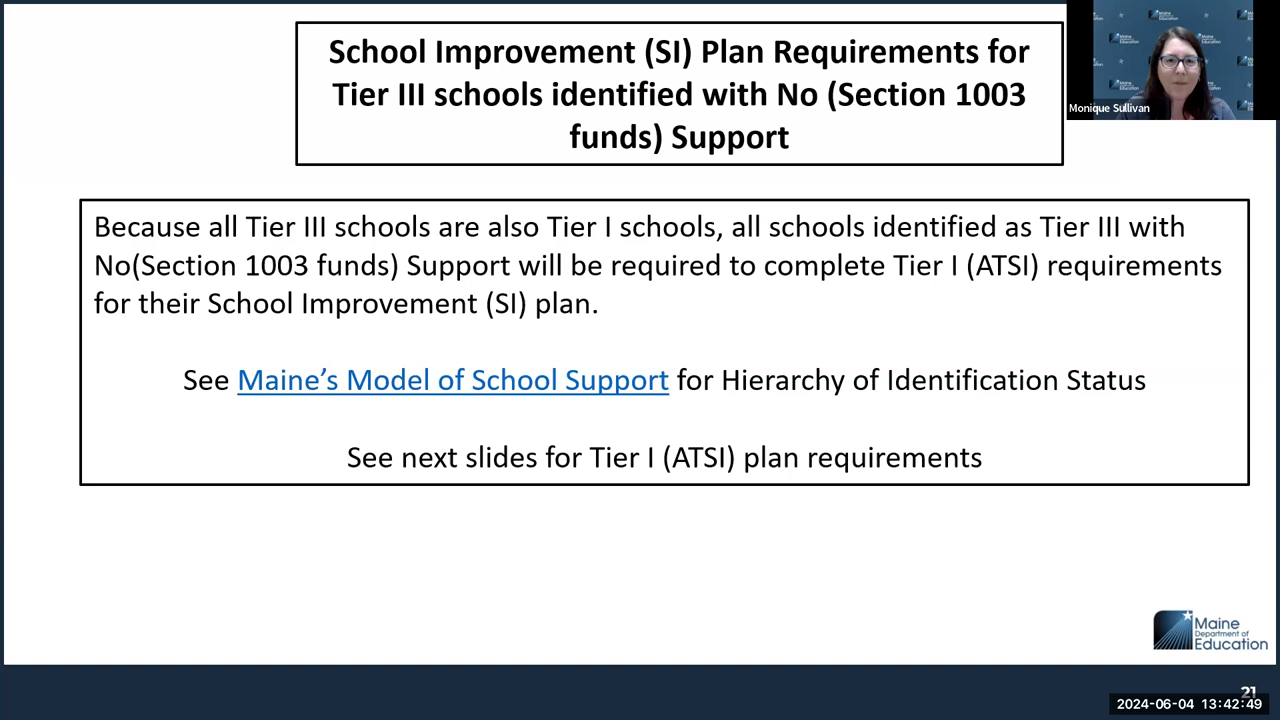 School Improvement (SI) Plan Requirements for
Tier III schools identified with No (Section 1003
funds) Support
Monique Sullivan
Because all Tier III schools are also Tier I schools, all schools identified as Tier III with
No(Section 1003 funds) Support will be required to complete Tier I (ATSI) requirements
for their School Improvement (SI) plan.
See Maine’s Model of School Support for Hierarchy of Identification Status
See next slides for Tier I (ATSI) plan requirements
Maine
Department of
Education
21
2024-06-04 13:42:49